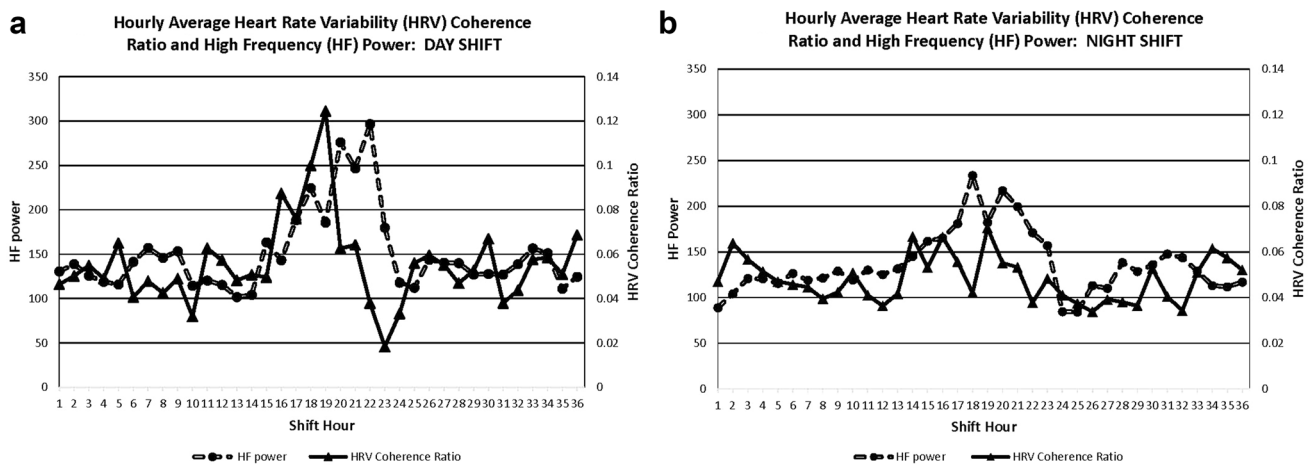 a
Hourly Average Heart Rate Variability (HRV) Coherence
Ratio and High Frequency (HF) Power: DAY SHIFT
350
300
250
200
150
100
50
0
HF power
0.14
0.12
0.1
0.08
0.06
0.04
0.02
0
HRV Coherence Ratio
1 2 3 4 5 6 7 8 9 10 11 12 13 14 15 16 17 18 19 20 21 22 23 24 25 26 27 28 29 30 31 32 33 34 35 36
Shift Hour
HF power HRV Coherence Ratio
b
Hourly Average Heart Rate Variability (HRV) Coherence
Ratio and High Frequency (HF) Power: NIGHT SHIFT
350
300
250
200
150
100
50
0
HF Power
0.14
0.12
0.1
0.08
0.06
0.04
0.02
0
HRV Coherence Ratio
1 2 3 4 5 6 7 8 9 10 11 12 13 14 15 16 17 18 19 20 21 22 23 24 25 26 27 28 29 30 31 32 33 34 35 36
Shift Hour
HF power HRV Coherence Ratio